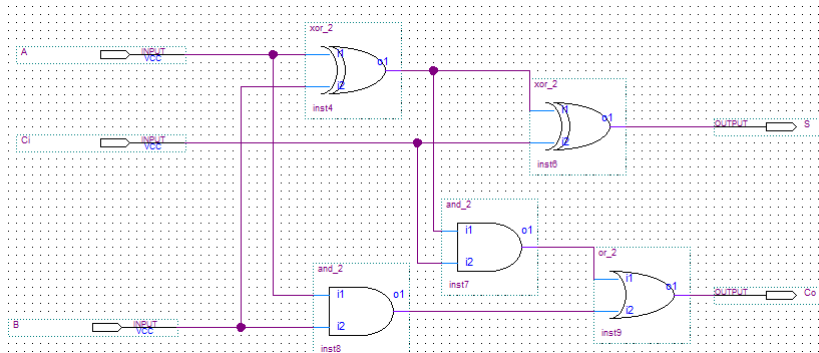 xor_2
A
INPUT
VCC
i1
i2
o1
inst4
xor_2
i1
i2
o1
inst6
OUTPUT
S
Ci
INPUT
VCC
and_2
i1
i2
o1
inst7
or_2
i1
i2
o1
inst9
OUTPUT
Co
and_2
i1
i2
o1
inst8
B
INPUT
VCC